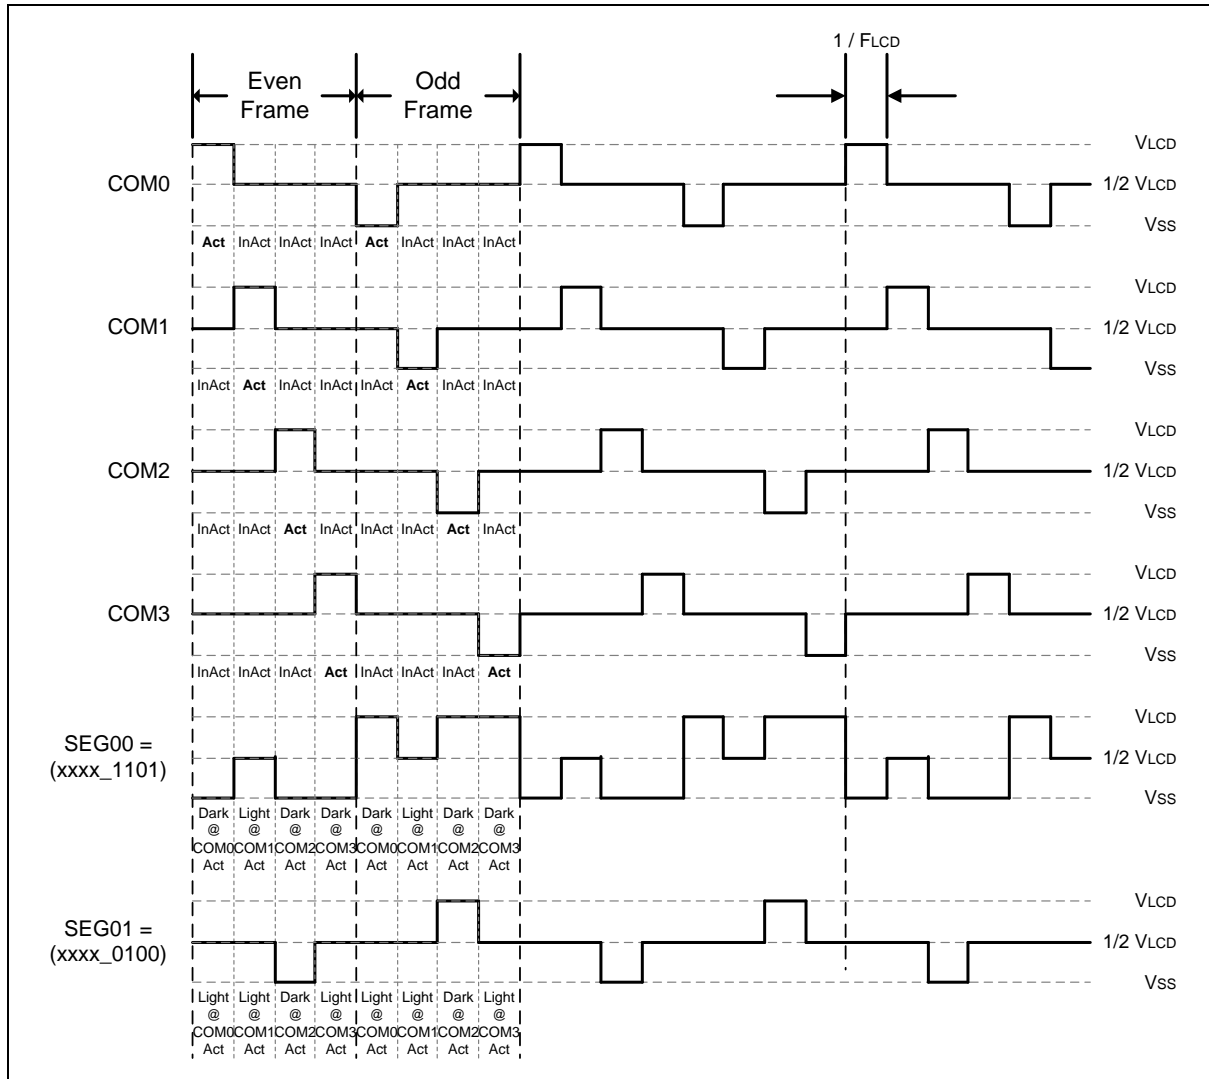 1 / FLCD
Even Frame
Odd Frame
COM0
VLCD
1/2 VLCD
VSS
Act InAct InAct InAct Act InAct InAct InAct
COM1
VLCD
1/2 VLCD
VSS
InAct Act InAct InAct InAct Act InAct InAct
COM2
VLCD
1/2 VLCD
VSS
InAct InAct Act InAct InAct InAct Act InAct
COM3
VLCD
1/2 VLCD
VSS
InAct InAct InAct Act InAct InAct InAct Act
SEG00 =
(xxxx_1101)
VLCD
1/2 VLCD
VSS
Dark Light Dark Dark Dark Light Dark Dark
@ @ @ @ @ @ @ @
COM0 COM1 COM2 COM3 COM0 COM1 COM2 COM3
Act Act Act Act Act Act Act Act
SEG01 =
(xxxx_0100)
VLCD
1/2 VLCD
VSS
Light Light Dark Light Light Light Dark Light
@ @ @ @ @ @ @ @
COM0 COM1 COM2 COM3 COM0 COM1 COM2 COM3
Act Act Act Act Act Act Act Act